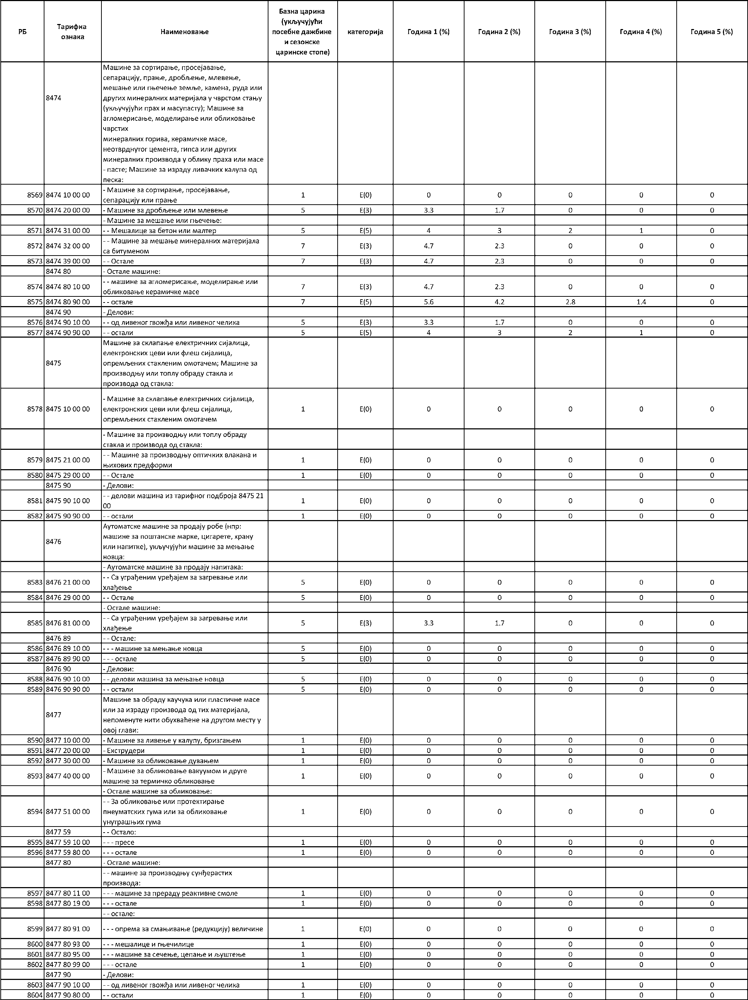 РБ Тарифна ознака Наименовање Базна царина (укључујући посебне дажбине и сезонске царинске стопе) категорија Година 1 (%) Година 2 (%) Година 3 (%) Година 4 (%) Година 5 (%)
8474 Машине за сортирање, просејавање,
сепарацију, прање, дробљење, млевење,
мешање или гњечење земље, камена, руда или
других минералних материјала у чврстом стању
(укључујући прах и масупасту); Машине за
агломерисање, моделирање или обликовање
чврстих
минералних горива, керамичке масе,
неотврднутог цемента, гипса или других
минералних производа у облику праха или масе
- пасте; Машине за израду ливачких калупа од
песка:
8569 8474 10 00 00 - Машине за сортирање, просејавање,
сепарацију или прање 1 E(0) 0 0 0 0 0
8570 8474 20 00 00 - Машине за дробљење или млевење 5 E(3) 3.3 1.7 0 0 0
- Машине за мешање или гњечење:
8571 8474 31 00 00 - - Мешалице за бетон или малтер 5 E(5) 4 3 2 1 0
8572 8474 32 00 00 - - Машине за мешање минералних материјала
са битуменом 7 E(3) 4.7 2.3 0 0 0
8573 8474 39 00 00 - - Остале 7 E(3) 4.7 2.3 0 0 0
8474 80 - Остале машине:
8574 8474 80 10 00 - - машине за агломерисање, моделирање или
обликовање керамичке масе 7 E(3) 4.7 2.3 0 0 0
8575 8474 80 90 00 - - остале 7 E(5) 5.6 4.2 2.8 1.4 0
8474 90 - Делови:
8576 8474 90 10 00 - - од ливеног гвожђа или ливеног челика 5 E(3) 3.3 1.7 0 0 0
8577 8474 90 90 00 - - остали 5 E(5) 4 3 2 1 0
8475 Машине за склапање електричних сијалица,
електронских цеви или флеш сијалица,
опремљених стакленим омотачем; Машине за
производњу или топлу обраду стакла и
производа од стакла:
8578 8475 10 00 00 - Машине за склапање електричних сијалица,
електронских цеви или флеш сијалица,
опремљених стакленим омотачем 1 E(0) 0 0 0 0 0
- Машине за производњу или топлу обраду
стакла и производа од стакла:
8579 8475 21 00 00 - - Машине за производњу оптичких влакана и
њихових предформи 1 E(0) 0 0 0 0 0
8580 8475 29 00 00 - - Остале 1 E(0) 0 0 0 0 0
8475 90 - Делови:
8581 8475 90 10 00 - - делови машина из тарифног подброја 8475 21
00 1 E(0) 0 0 0 0 0
8582 8475 90 90 00 - - остали 1 E(0) 0 0 0 0 0
8476 Аутоматске машине за продају робе (нпр:
машине за поштанске марке, цигарете, храну
или напитке), укључујући машине за мењање
новца:
- Аутоматске машине за продају напитака:
8583 8476 21 00 00 - - Са уграђеним уређајем за загревање или
хлађење 5 E(0) 0 0 0 0 0
8584 8476 29 00 00 - - Остале 5 E(0) 0 0 0 0 0
- Остале машине:
8585 8476 81 00 00 - - Са уграђеним уређајем за загревање или
хлађење 5 E(3) 3.3 1.7 0 0 0
8476 89 - - Остале:
8586 8476 89 10 00 - - - машине за мењање новца 5 E(0) 0 0 0 0 0
8587 8476 89 90 00 - - - остале 5 E(0) 0 0 0 0 0
8476 90 - Делови:
8588 8476 90 10 00 - - делови машина за мењање новца 5 E(0) 0 0 0 0 0
8589 8476 90 90 00 - - остали 5 E(0) 0 0 0 0 0
8477 Машине за обраду каучука или пластичне масе
или за израду производа од тих материјала,
непоменуте нити обухваћене на другом месту у
овој глави:
8590 8477 10 00 00 - Машине за ливење у калупу, бризгањем 1 E(0) 0 0 0 0 0
8591 8477 20 00 00 - Екструдери 1 E(0) 0 0 0 0 0
8592 8477 30 00 00 - Машине за обликовање дувањем 1 E(0) 0 0 0 0 0
8593 8477 40 00 00 - Машине за обликовање вакуумом и друге
машине за термичко обликовање 1 E(0) 0 0 0 0 0
- Остале машине за обликовање:
8594 8477 51 00 00 - - За обликовање или протектирање
пнеуматских гума или за обликовање
унутрашњих гума 1 E(0) 0 0 0 0 0
8477 59 - - Остало:
8595 8477 59 10 00 - - - пресе 1 E(0) 0 0 0 0 0
8596 8477 59 80 00 - - - остале 1 E(0) 0 0 0 0 0
8477 80 - Остале машине:
- - машине за производњу сунђерастих
производа:
8597 8477 80 11 00 - - - машине за прераду реактивне смоле 1 E(0) 0 0 0 0 0
8598 8477 80 19 00 - - - остале 1 E(0) 0 0 0 0 0
- - остале:
8599 8477 80 91 00 - - - опрема за смањивање (редукцију) величине 1 E(0) 0 0 0 0 0
8600 8477 80 93 00 - - - мешалице и гњечилице 1 E(0) 0 0 0 0 0
8601 8477 80 95 00 - - - машине за сечење, цепање и љуштење 1 E(0) 0 0 0 0 0
8602 8477 80 99 00 - - - остале 1 E(0) 0 0 0 0 0
8477 90 - Делови:
8603 8477 90 10 00 - - од ливеног гвожђа или ливеног челика 1 E(0) 0 0 0 0 0
8604 8477 90 80 00 - - остали 1 E(0) 0 0 0 0 0